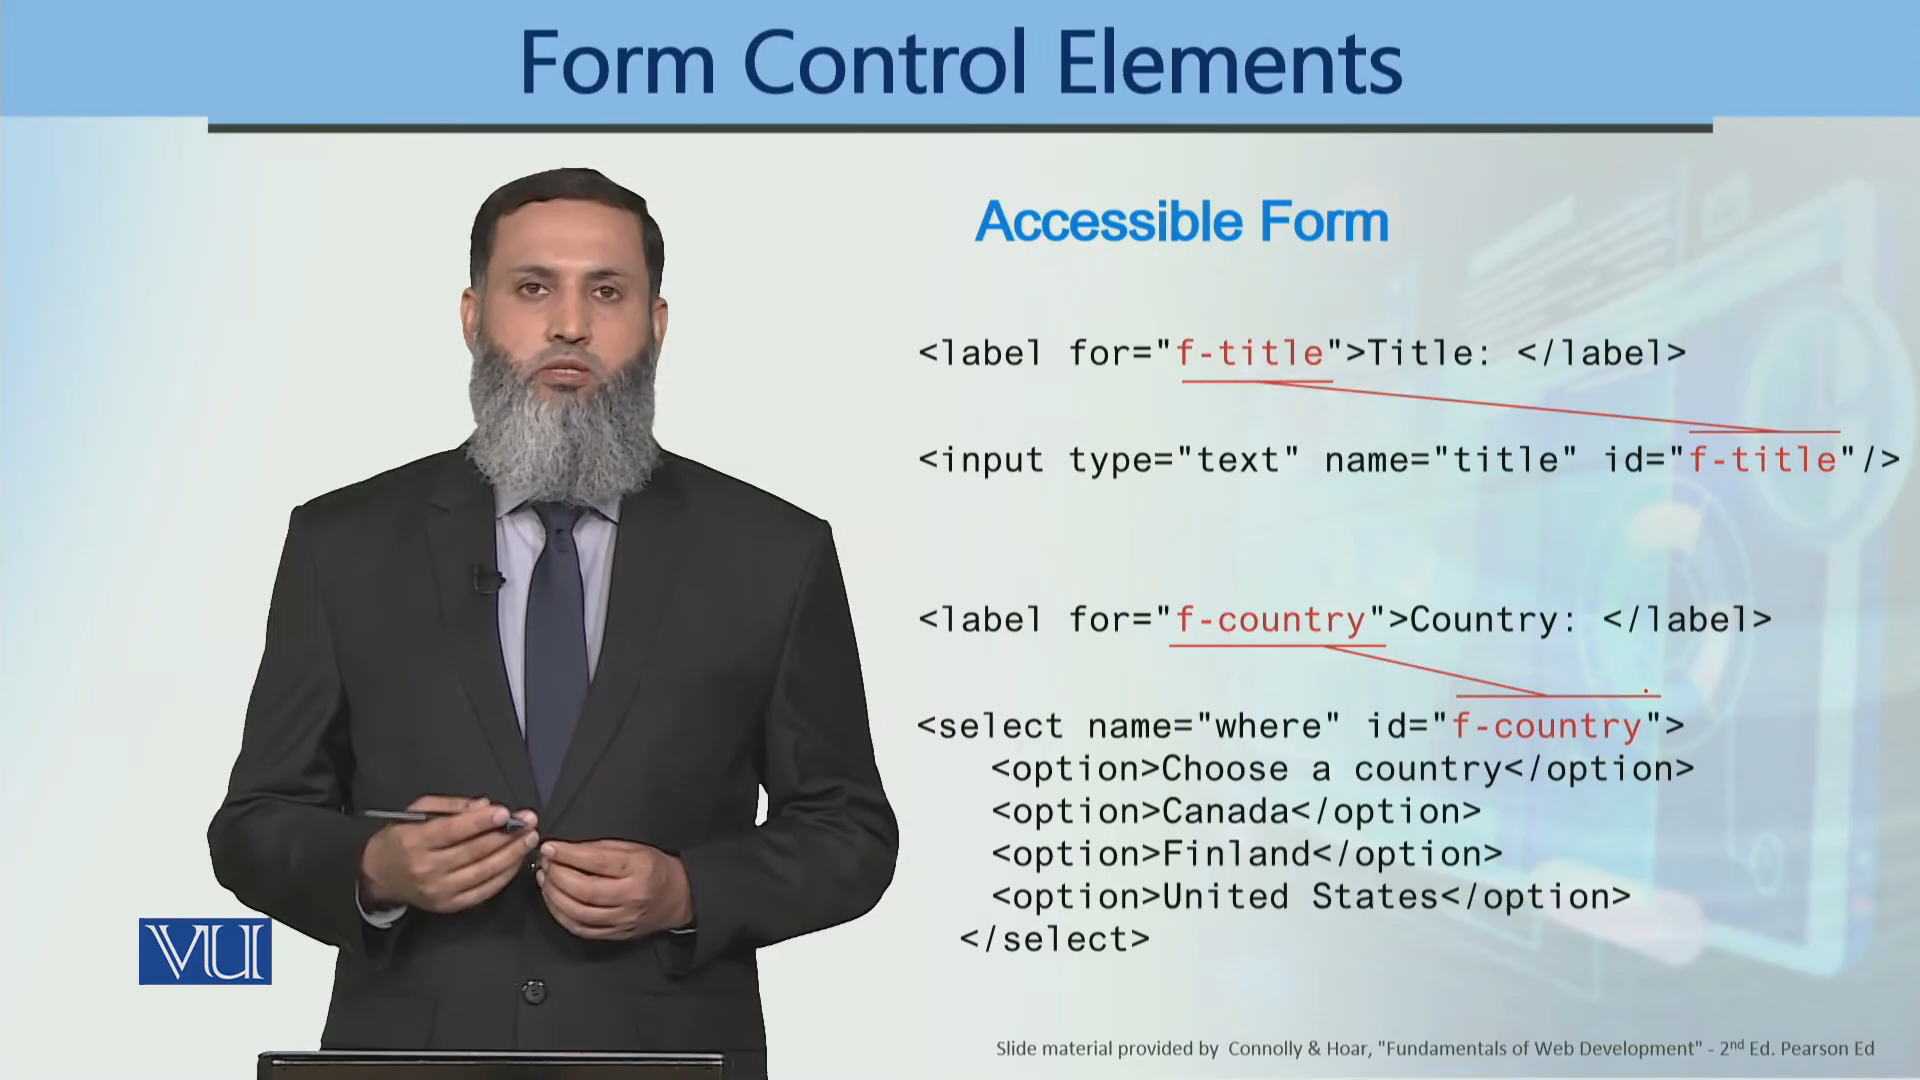 Form Control Elements
Accessible Form
<label for="f-title">Title: </label>
<input type="text" name="title" id="f-title"/>
<label for="f-country">Country: </label>
<select name="where" id="f-country">
<option>Choose a country</option>
<option>Canada</option>
<option>Finland</option>
<option>United States</option>
</select>
VU
Slide material provided by Connolly & Hoar, "Fundamentals of Web Development" - 2nd Ed. Pearson Ed